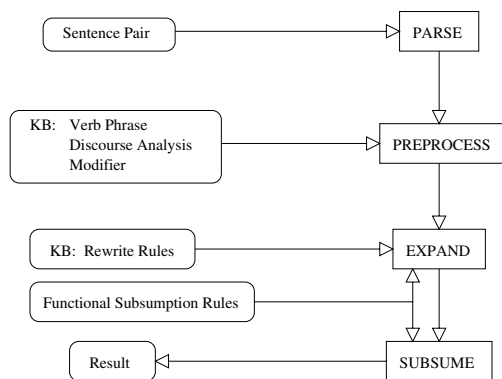 Sentence Pair
PARSE
KB: Verb Phrase
Discourse Analysis
Modifier
PREPROCESS
KB: Rewrite Rules
EXPAND
Functional Subsumption Rules
Result
SUBSUME